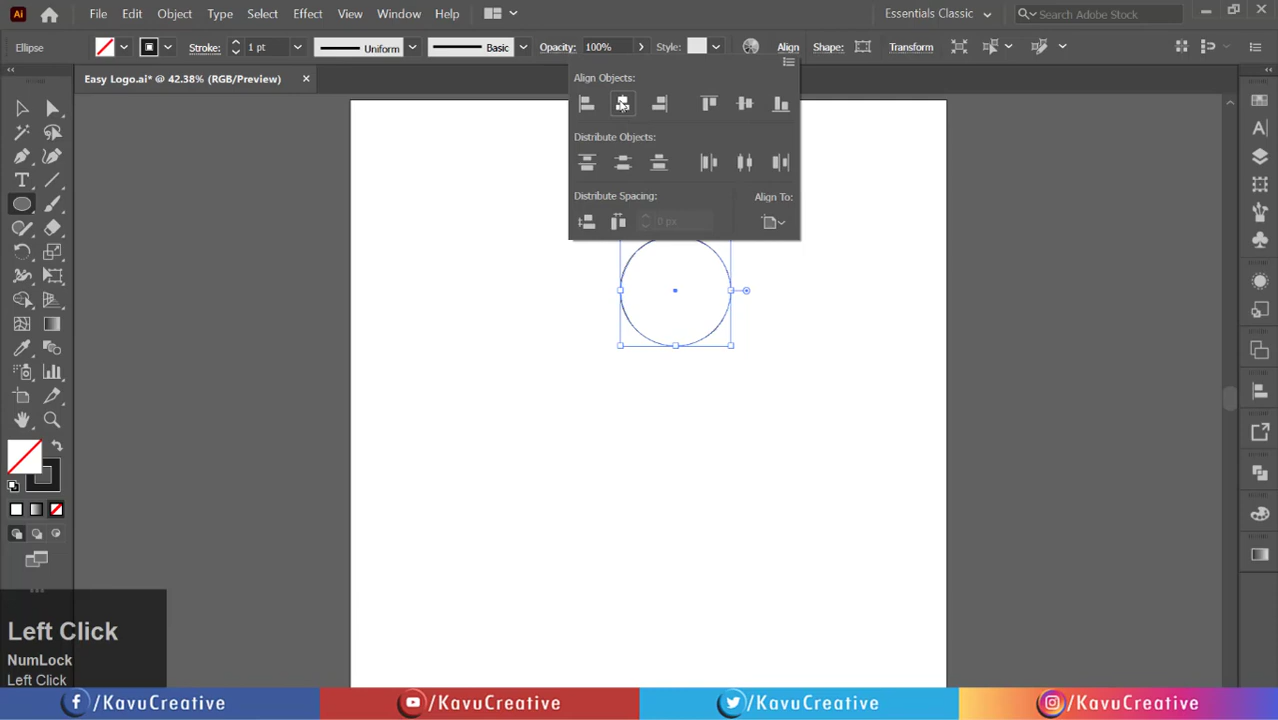 Ai File Edit Object Type Select Effect View Window Help Essentials Classic Search Adobe Stock
Ellipse Stroke: 1 pt Uniform Basic Opacity: 100% Style: Align Shape: Transform
Easy Logo.ai* @ 42.38% (RGB/Preview)
Align Objects:
Distribute Objects:
Distribute Spacing: Align To:
0 px
Left Click
NumLock
Left Click
/KavuCreative /KavuCreative /KavuCreative /KavuCreative